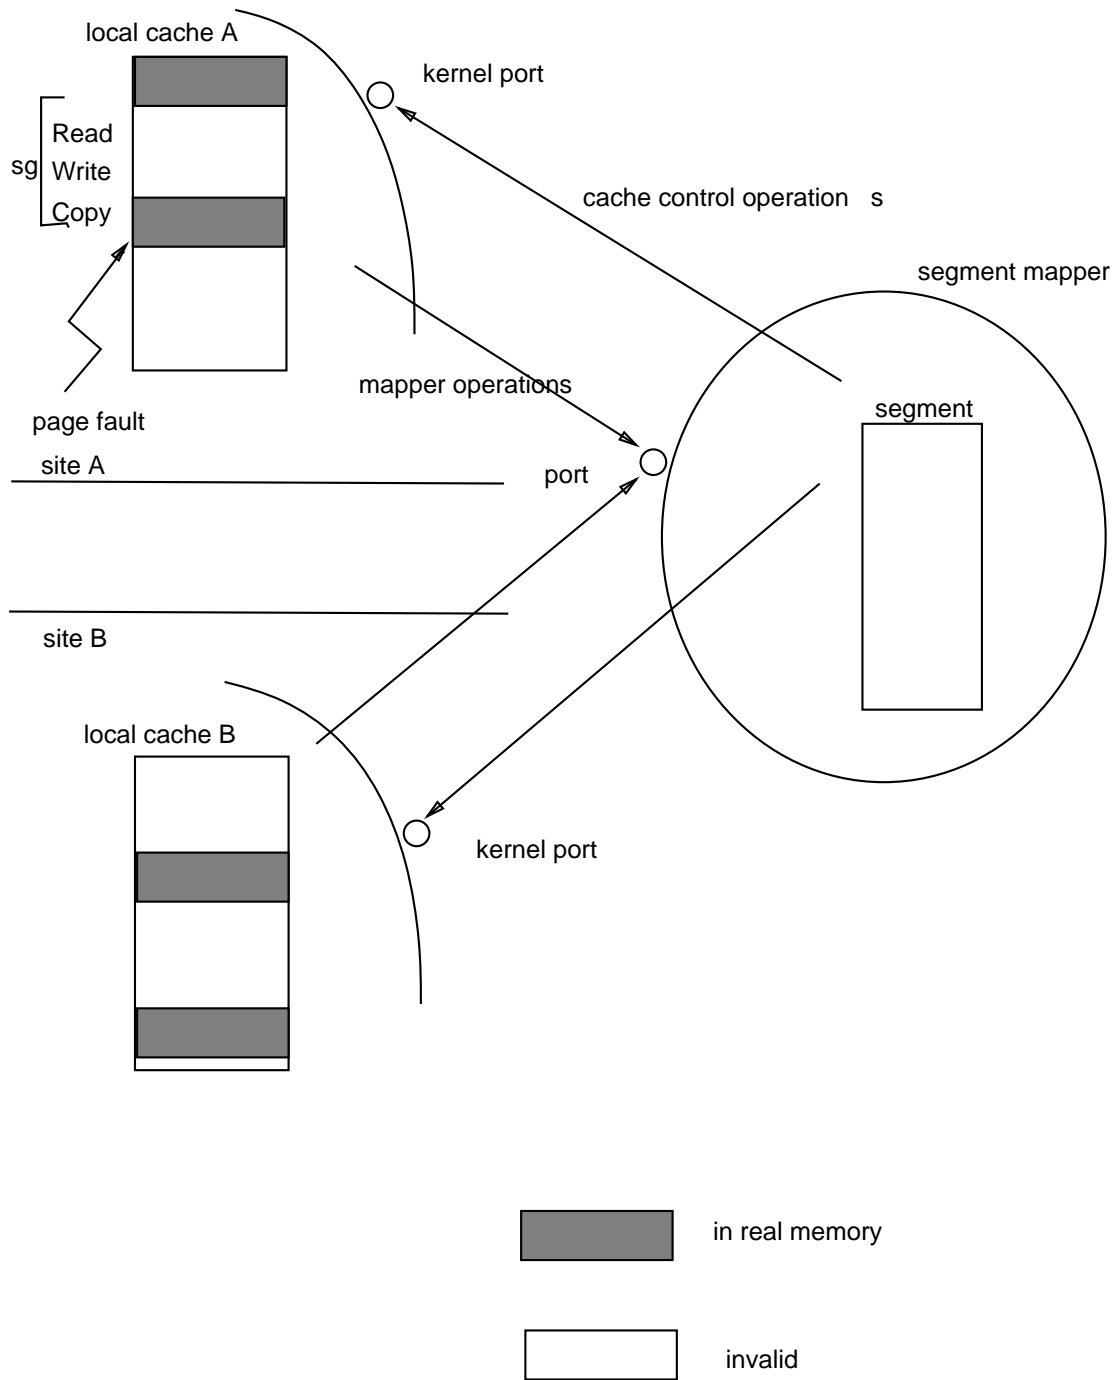 local cache A
kernel port
Read
sg
Write
Copy
cache control operation s
segment mapper
mapper operations
segment
page fault
site A
port
site B
local cache B
kernel port
in real memory
invalid